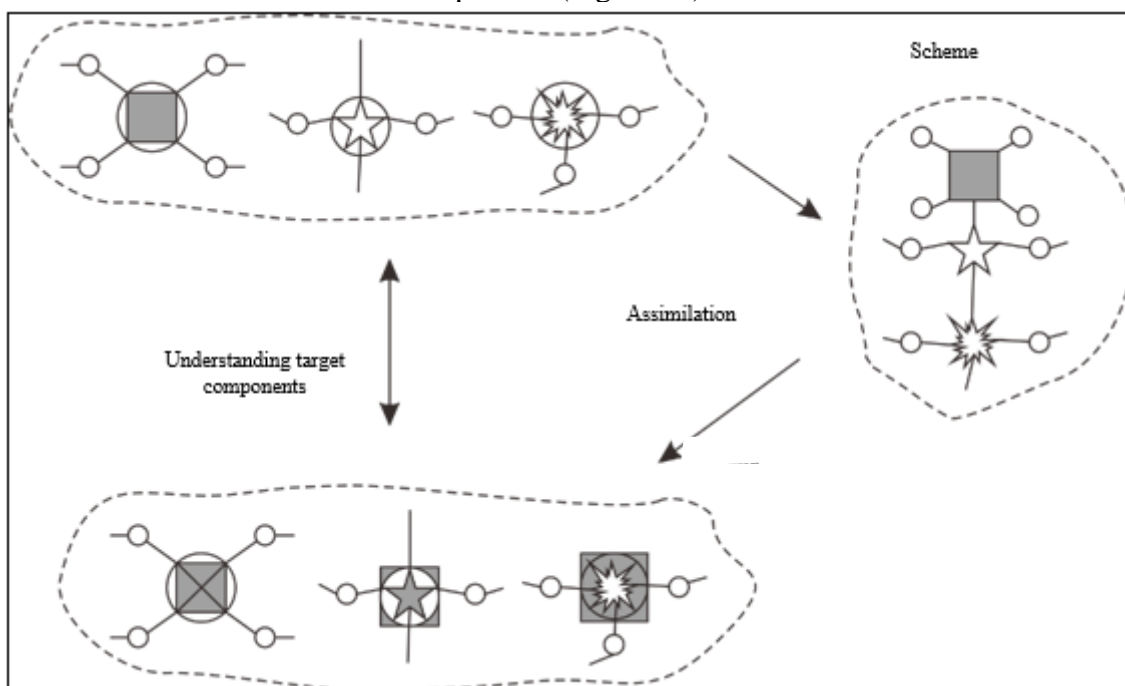 Scheme
Assimilation
Understanding target
components